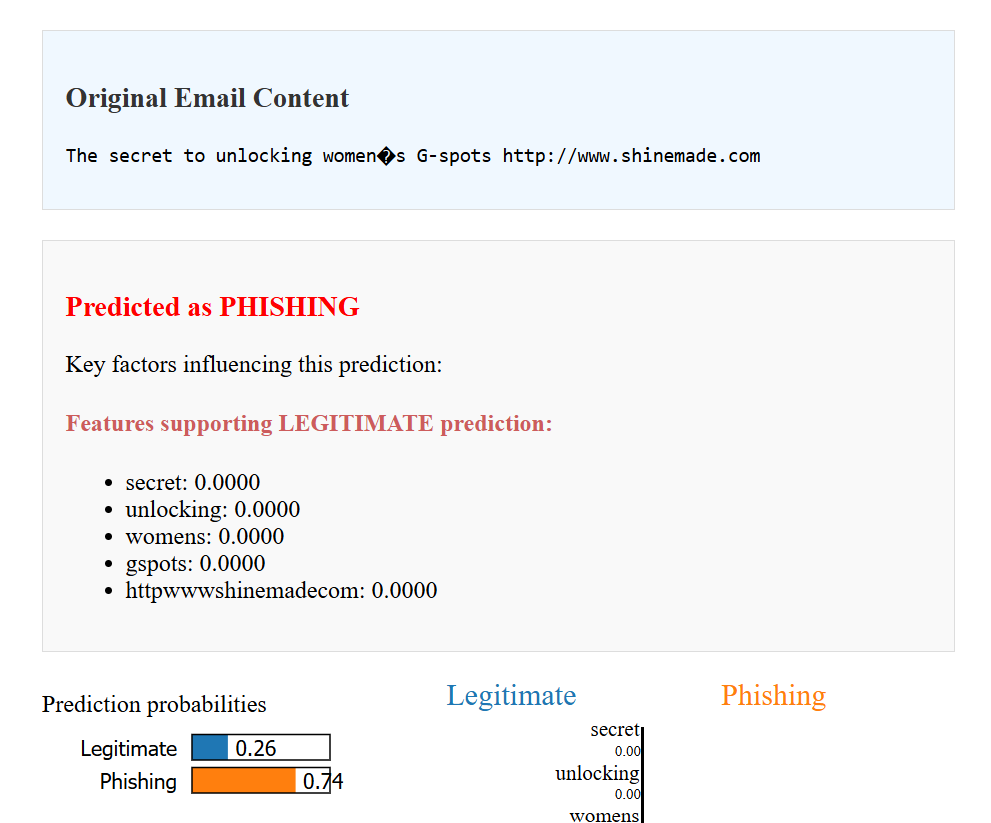 Original Email Content
The secret to unlocking women�s G-spots http://www.shinemade.com
Predicted as PHISHING
Key factors influencing this prediction:
Features supporting LEGITIMATE prediction:
• secret: 0.0000
• unlocking: 0.0000
• womens: 0.0000
• gspots: 0.0000
• httpwwwshinemadecom: 0.0000
Prediction probabilities
Legitimate 0.26
Phishing 0.74
Legitimate Phishing
secret
0.00
unlocking
0.00
womens